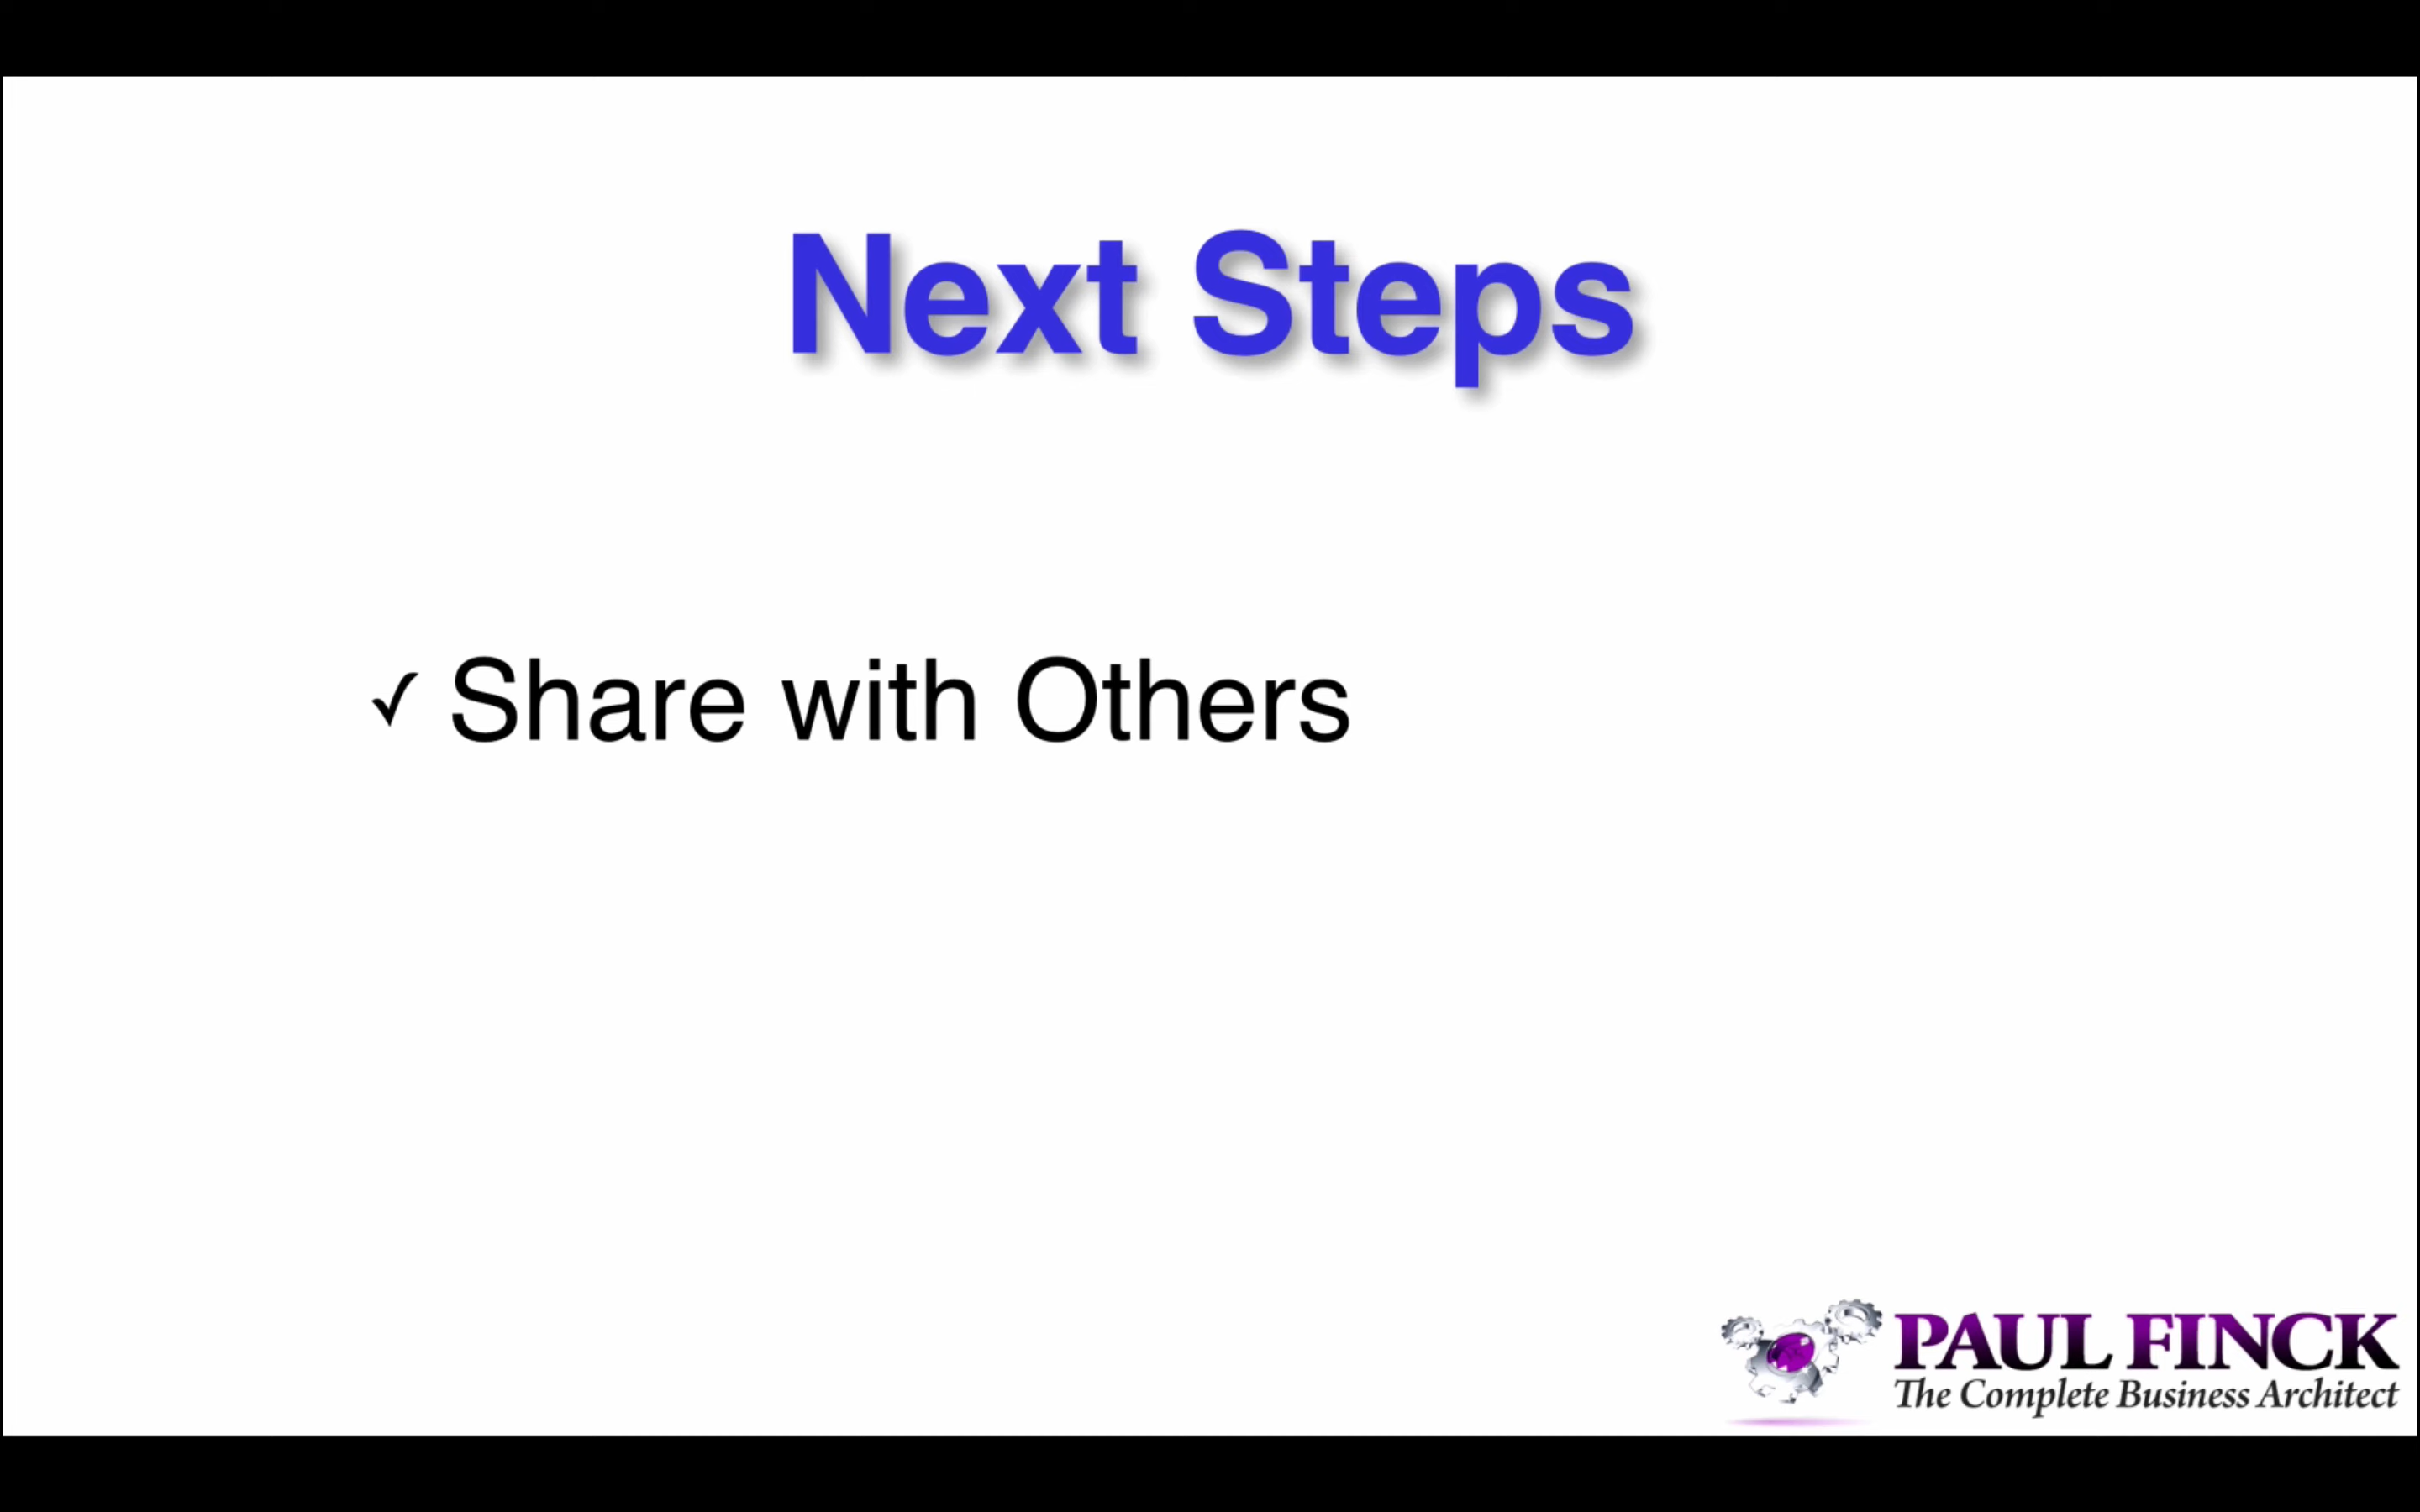 Next Steps
✓ Share with Others
PAUL FINCK
The Complete Business Architect